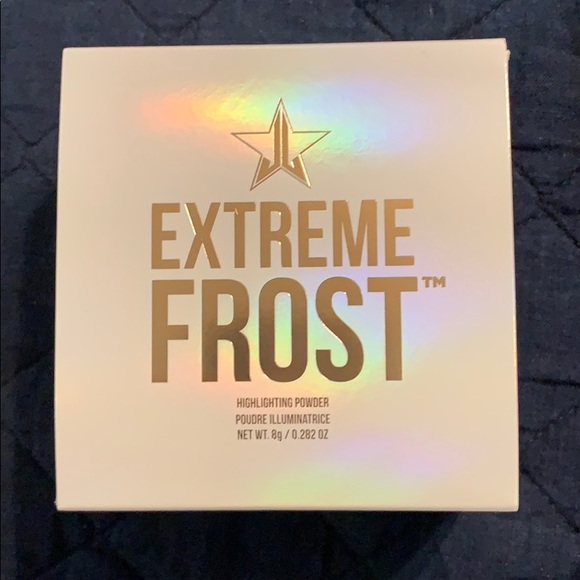 EXTREME
FROST™
HIGHLIGHTING POWDER
POUDRE ILLUMINATRICE
NET WT. 8g / 0.282 OZ